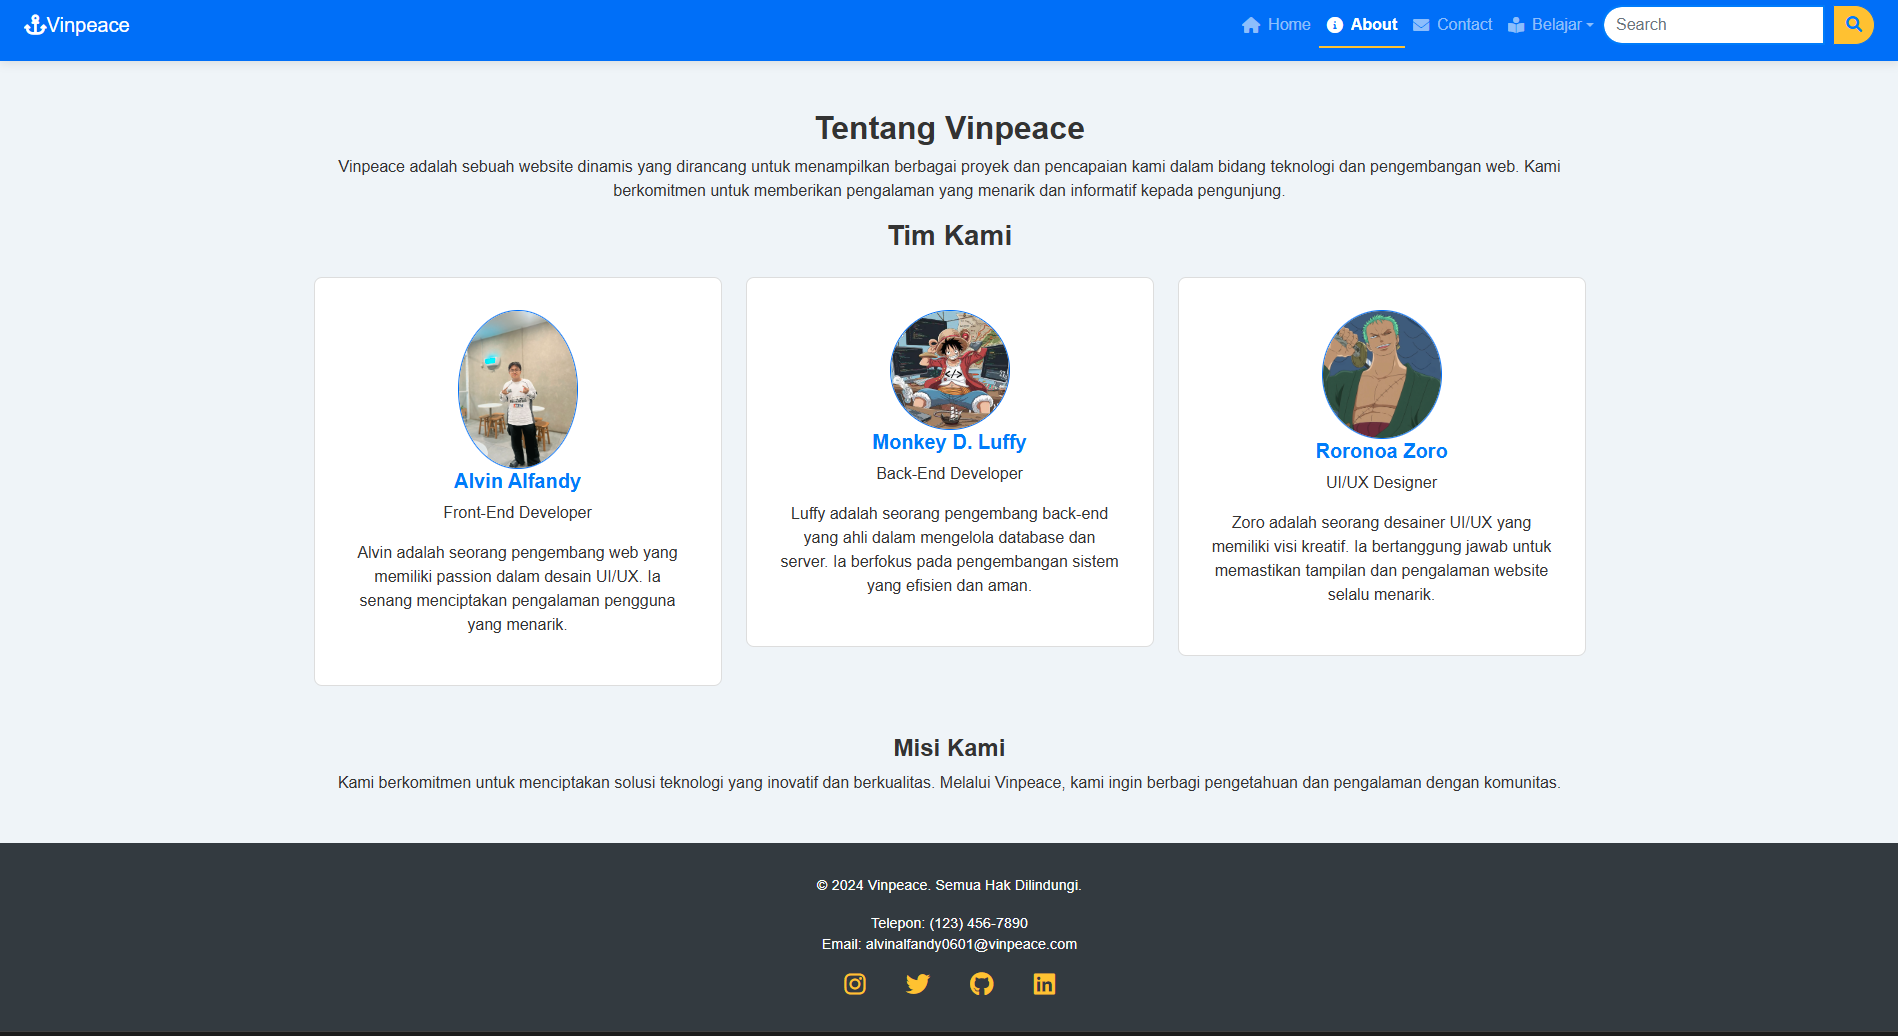 Vinpeace
Home About Contact Belajar Search
Tentang Vinpeace
Vinpeace adalah sebuah website dinamis yang dirancang untuk menampilkan berbagai proyek dan pencapaian kami dalam bidang teknologi dan pengembangan web. Kami
berkomitmen untuk memberikan pengalaman yang menarik dan informatif kepada pengunjung.
Tim Kami
Alvin Alfandy
Front-End Developer
Alvin adalah seorang pengembang web yang
memiliki passion dalam desain UI/UX. Ia
senang menciptakan pengalaman pengguna
yang menarik.
</>
Monkey D. Luffy
Back-End Developer
Luffy adalah seorang pengembang back-end
yang ahli dalam mengelola database dan
server. Ia berfokus pada pengembangan sistem
yang efisien dan aman.
Roronoa Zoro
UI/UX Designer
Zoro adalah seorang desainer UI/UX yang
memiliki visi kreatif. Ia bertanggung jawab untuk
memastikan tampilan dan pengalaman website
selalu menarik.
Misi Kami
Kami berkomitmen untuk menciptakan solusi teknologi yang inovatif dan berkualitas. Melalui Vinpeace, kami ingin berbagi pengetahuan dan pengalaman dengan komunitas.
© 2024 Vinpeace. Semua Hak Dilindungi.
Telepon: (123) 456-7890
Email: alvinalfandy0601@vinpeace.com